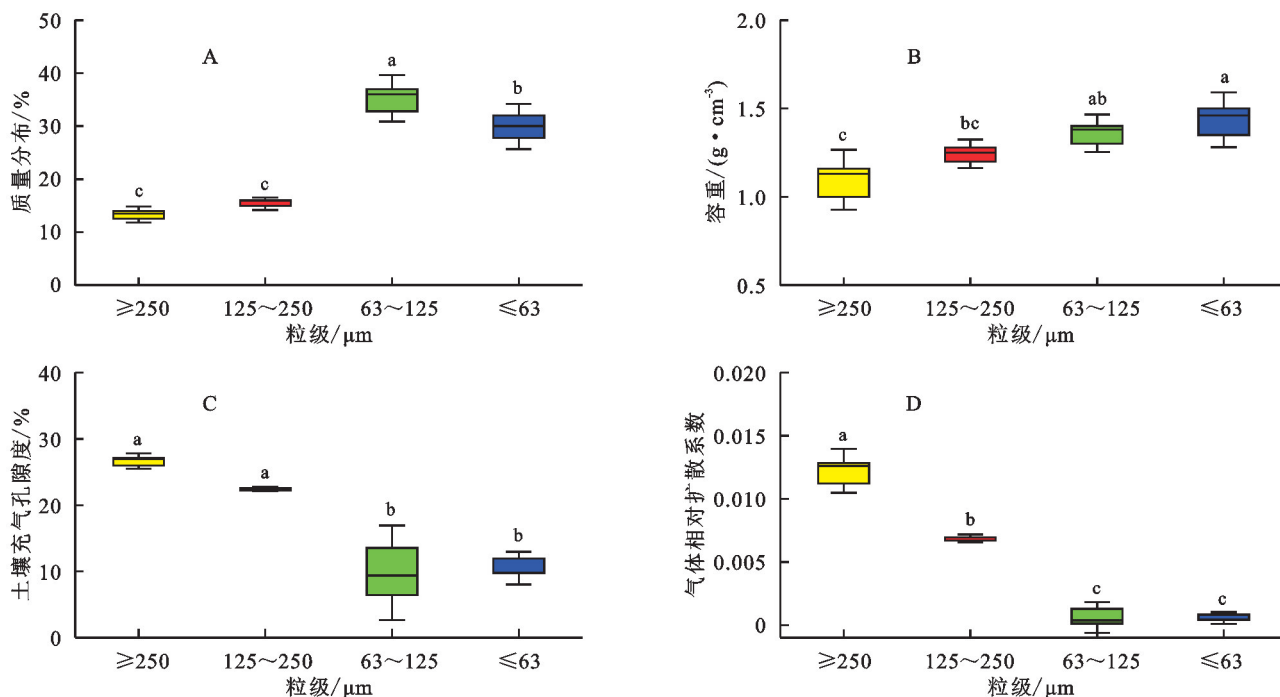 A
质量分布/%
50
40
30
20
10
0
c
c
a
b
≥250
125～250
63～125
≤63
粒级/μm
B
容重/(g·cm⁻³)
2.0
1.5
1.0
0.5
c
bc
ab
a
≥250
125～250
63～125
≤63
粒级/μm
C
土壤充气孔隙度/%
40
30
20
10
0
a
a
b
b
≥250
125～250
63～125
≤63
粒级/μm
D
气体相对扩散系数
0.020
0.015
0.010
0.005
0
a
b
c
c
≥250
125～250
63～125
≤63
粒级/μm